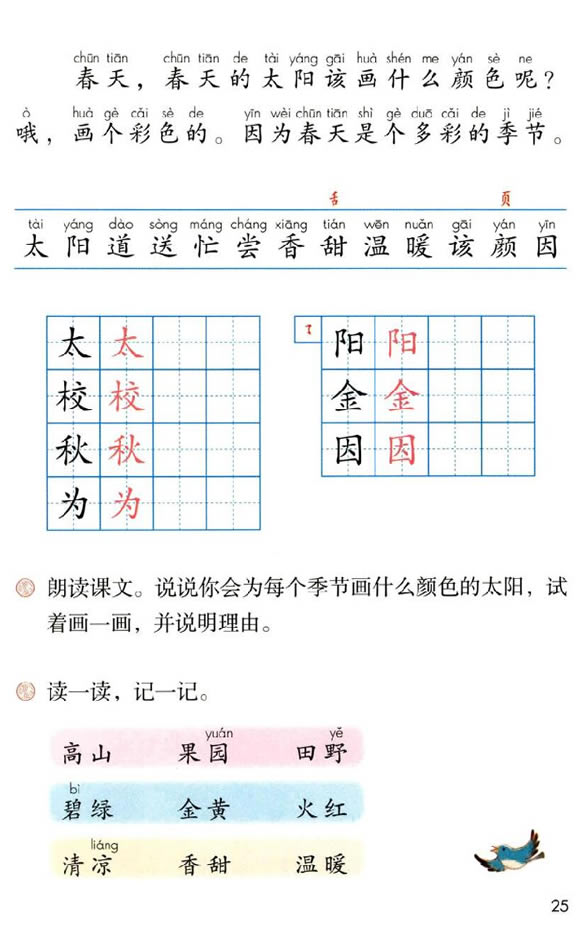 chūn tiān chūn tiān de tài yáng gāi huà shén me yán sè ne
春天，春天的太阳该画什么颜色呢？
ò huà gè cǎi sè de yīn wèi chūn tiān shì gè duō cǎi de jì jié
哦，画个彩色的。因为春天是个多彩的季节。
舌 页
tài yáng dào sòng máng cháng xiāng tián wēn nuǎn gāi yán yīn
太阳道送忙尝香甜温暖该颜因
太太 阳阳
校校 金金
秋秋 因因
为为
朗读课文。说说你会为每个季节画什么颜色的太阳，试
着画一画，并说明理由。
读一读，记一记。
yuán yě
高山 果园 田野
bì
碧绿 金黄 火红
liáng
清凉 香甜 温暖
25